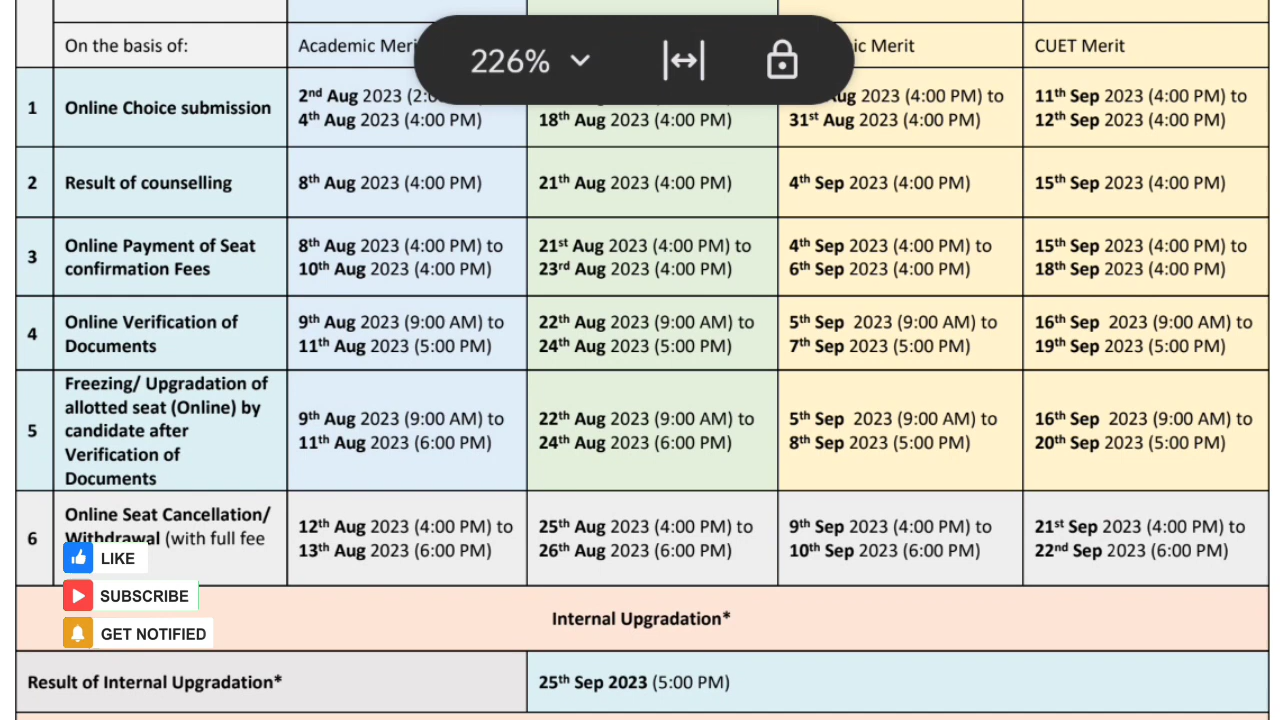 On the basis of:
Academic
226%
Merit
CUET Merit
1
Online Choice submission
2nd Aug 2023
4th Aug 2023 (4:00 PM)
18th Aug 2023 (4:00 PM)
2023 (4:00 PM) to
31st Aug 2023 (4:00 PM)
11th Sep 2023 (4:00 PM) to
12th Sep 2023 (4:00 PM)
2
Result of counselling
8th Aug 2023 (4:00 PM)
21th Aug 2023 (4:00 PM)
4th Sep 2023 (4:00 PM)
15th Sep 2023 (4:00 PM)
3
Online Payment of Seat
confirmation Fees
8th Aug 2023 (4:00 PM) to
10th Aug 2023 (4:00 PM)
21st Aug 2023 (4:00 PM) to
23rd Aug 2023 (4:00 PM)
4th Sep 2023 (4:00 PM) to
6th Sep 2023 (4:00 PM)
15th Sep 2023 (4:00 PM) to
18th Sep 2023 (4:00 PM)
4
Online Verification of
Documents
9th Aug 2023 (9:00 AM) to
11th Aug 2023 (5:00 PM)
22th Aug 2023 (9:00 AM) to
24th Aug 2023 (5:00 PM)
5th Sep 2023 (9:00 AM) to
7th Sep 2023 (5:00 PM)
16th Sep 2023 (9:00 AM) to
19th Sep 2023 (5:00 PM)
5
Freezing/ Upgradation of
allotted seat (Online) by
candidate after
Verification of
Documents
9th Aug 2023 (9:00 AM) to
11th Aug 2023 (6:00 PM)
22th Aug 2023 (9:00 AM) to
24th Aug 2023 (6:00 PM)
5th Sep 2023 (9:00 AM) to
8th Sep 2023 (5:00 PM)
16th Sep 2023 (9:00 AM) to
20th Sep 2023 (5:00 PM)
6
Online Seat Cancellation/
Withdrawal (with full fee
12th Aug 2023 (4:00 PM) to
13th Aug 2023 (6:00 PM)
25th Aug 2023 (4:00 PM) to
26th Aug 2023 (6:00 PM)
9th Sep 2023 (4:00 PM) to
10th Sep 2023 (6:00 PM)
21st Sep 2023 (4:00 PM) to
22nd Sep 2023 (6:00 PM)
LIKE
SUBSCRIBE
GET NOTIFIED
Internal Upgradation*
Result of Internal Upgradation*
25th Sep 2023 (5:00 PM)